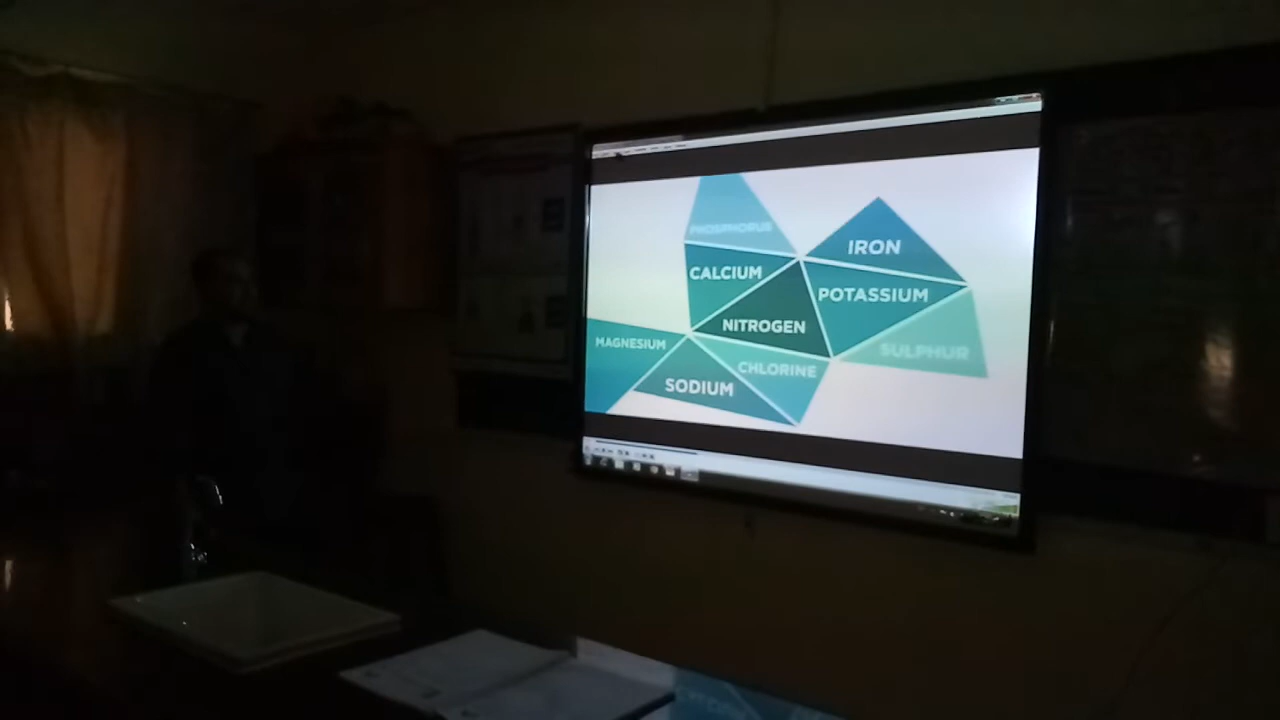 PHOSPHORUS
IRON
CALCIUM
POTASSIUM
NITROGEN
MAGNESIUM
SULPHUR
CHLORINE
SODIUM